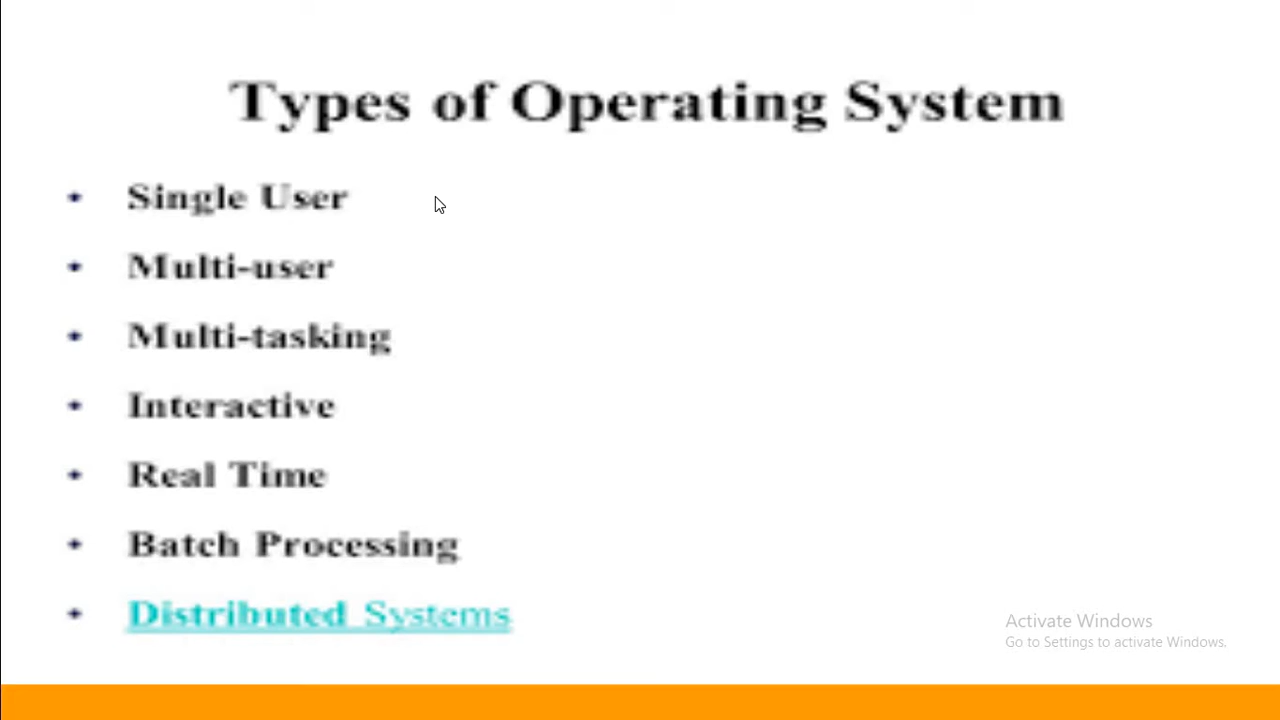 Types of Operating System
• Single User
• Multi-user
• Multi-tasking
• Interactive
• Real Time
• Batch Processing
• Distributed Systems
Activate Windows
Go to Settings to activate Windows.